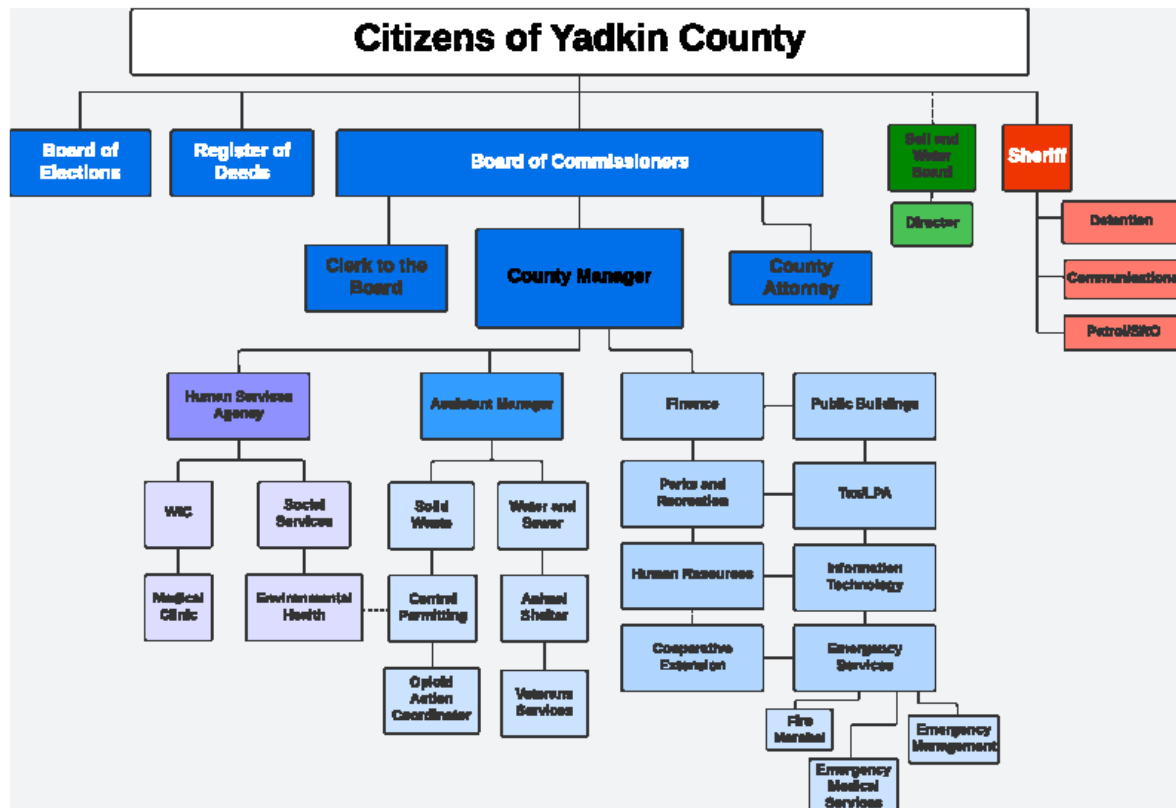 Citizens of Yadkin County
Board of
Elections
Register of
Deeds
Board of Commissioners
Soil and
Water
Board
Sheriff
Director
Detention
Communications
Patrol/SRO
Clerk to the
Board
County Manager
County
Attorney
Human Services
Agency
Assistant Manager
Finance
Public Buildings
WIC
Social
Services
Solid
Waste
Water and
Sewer
Parks and
Recreation
Tax/LPA
Medical
Clinic
Environmental
Health
Central
Permitting
Animal
Shelter
Human Resources
Information
Technology
Opioid
Action
Coordinator
Veterans
Services
Cooperative
Extension
Emergency
Services
Fire
Marshal
Emergency
Management
Emergency
Medical
Services